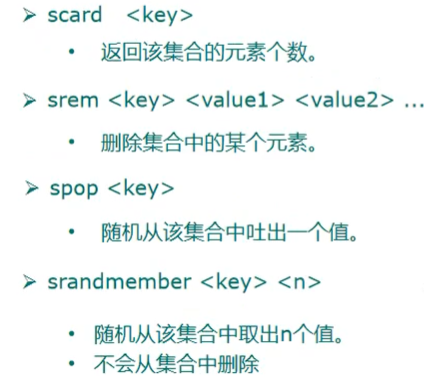 ➢ scard <key>
• 返回该集合的元素个数。
➢ srem <key> <value1> <value2> ...
• 删除集合中的某个元素。
➢ spop <key>
• 随机从该集合中吐出一个值。
➢ srandmember <key> <n>
• 随机从该集合中取出n个值。
• 不会从集合中删除